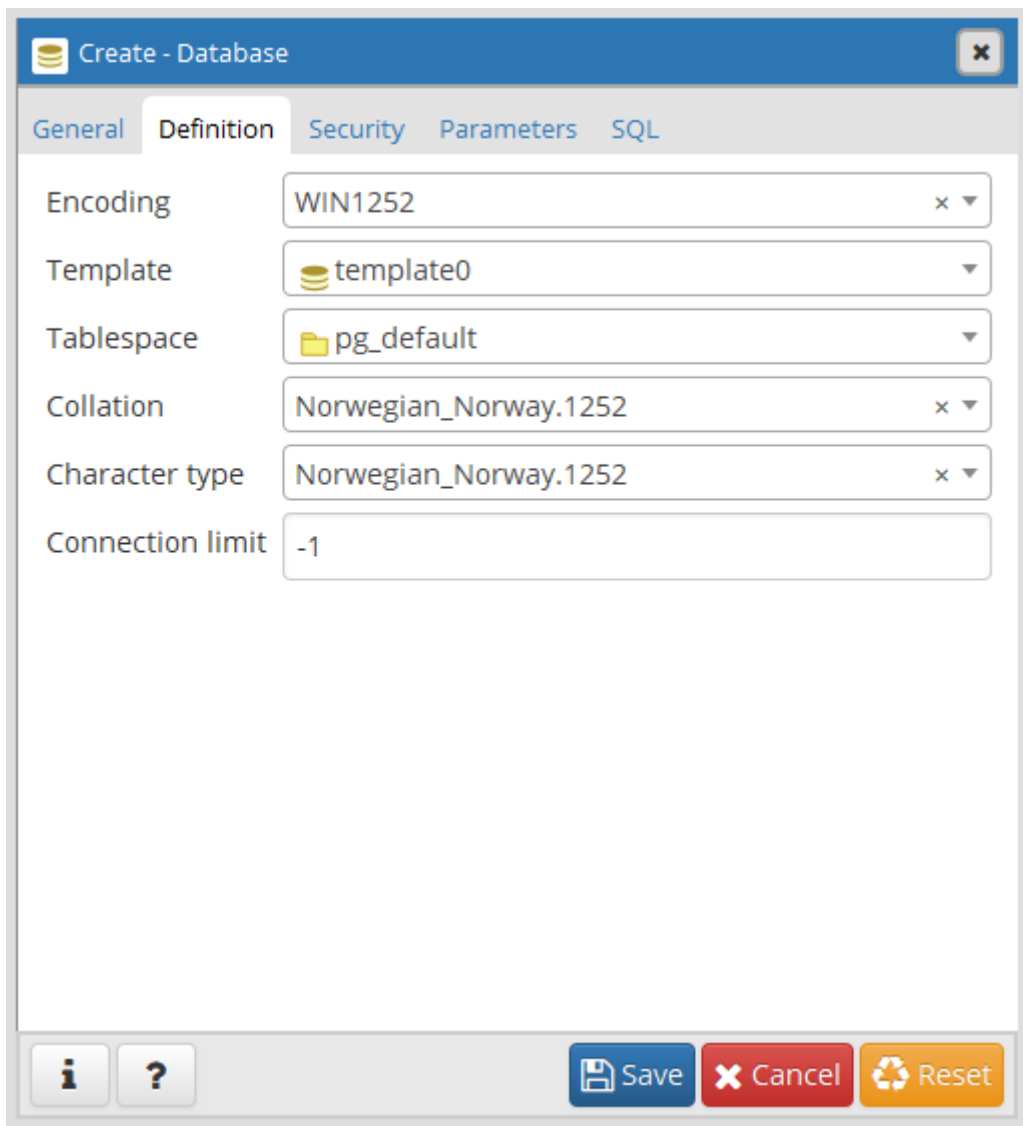 Create - Database
General Definition Security Parameters SQL
Encoding WIN1252
Template template0
Tablespace pg_default
Collation Norwegian_Norway.1252
Character type Norwegian_Norway.1252
Connection limit -1
i ? Save Cancel Reset